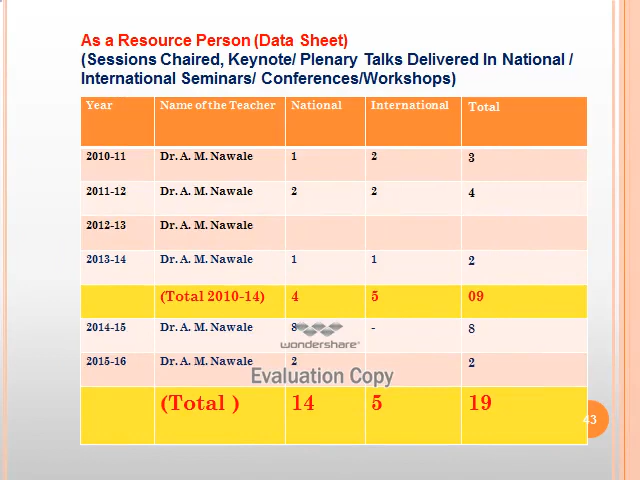 As a Resource Person (Data Sheet)
(Sessions Chaired, Keynote/ Plenary Talks Delivered In National /
International Seminars/ Conferences/Workshops)
Year Name of the Teacher National International Total
2010-11 Dr. A. M. Nawale 1 2 3
2011-12 Dr. A. M. Nawale 2 2 4
2012-13 Dr. A. M. Nawale
2013-14 Dr. A. M. Nawale 1 1 2
(Total 2010-14) 4 5 09
2014-15 Dr. A. M. Nawale 8 - 8
wondershare
2015-16 Dr. A. M. Nawale 2 2
Evaluation Copy
(Total ) 14 5 19
43